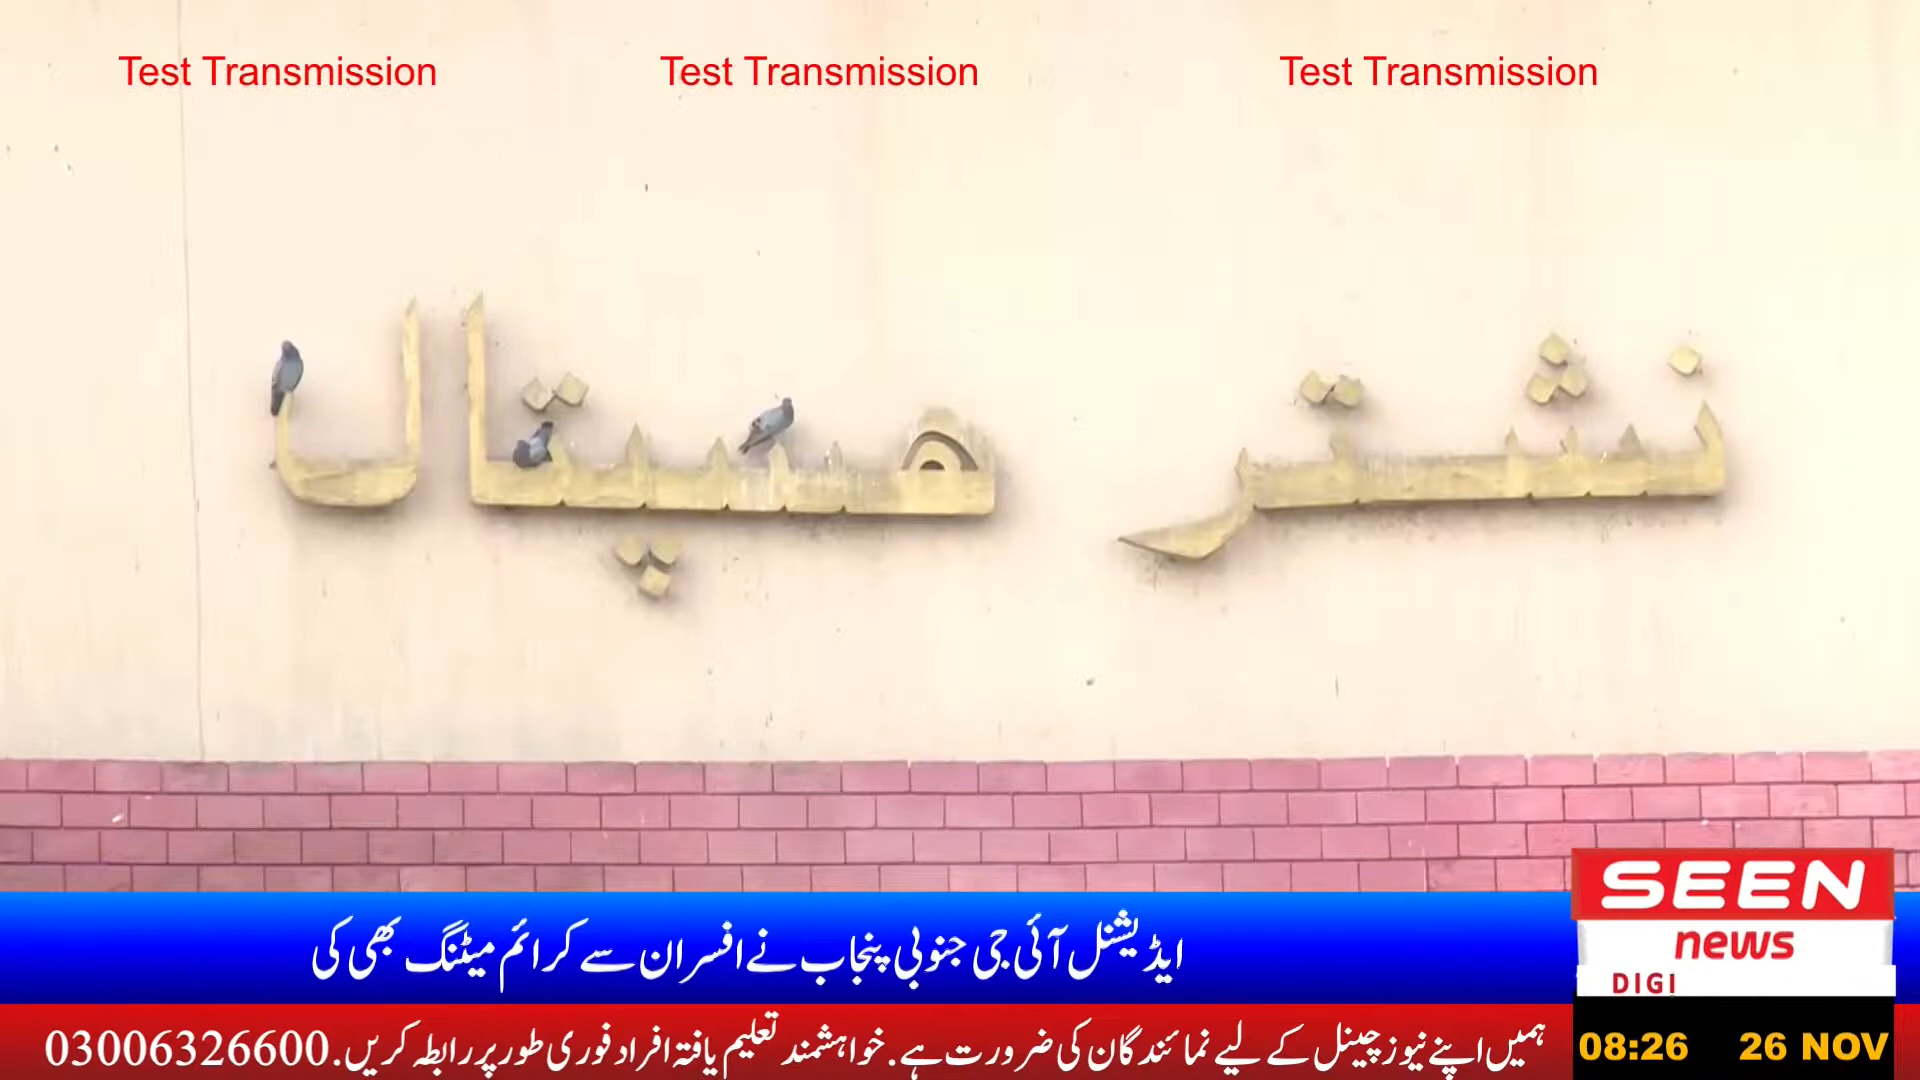 Test Transmission Test Transmission Test Transmission
نشتر ھسپتال
ایڈیشنل آئی جی جنوبی پنجاب نے افسران سے کرائم میٹنگ بھی کی
SEEN
news
DIGI
ہمیں اپنے نیوز چینل کے لیے نمائندگان کی ضرورت ہے. خواہشمند تعلیم یافتہ افراد فوری طور پر رابطہ کریں. 03006326600
08:26 26 NOV